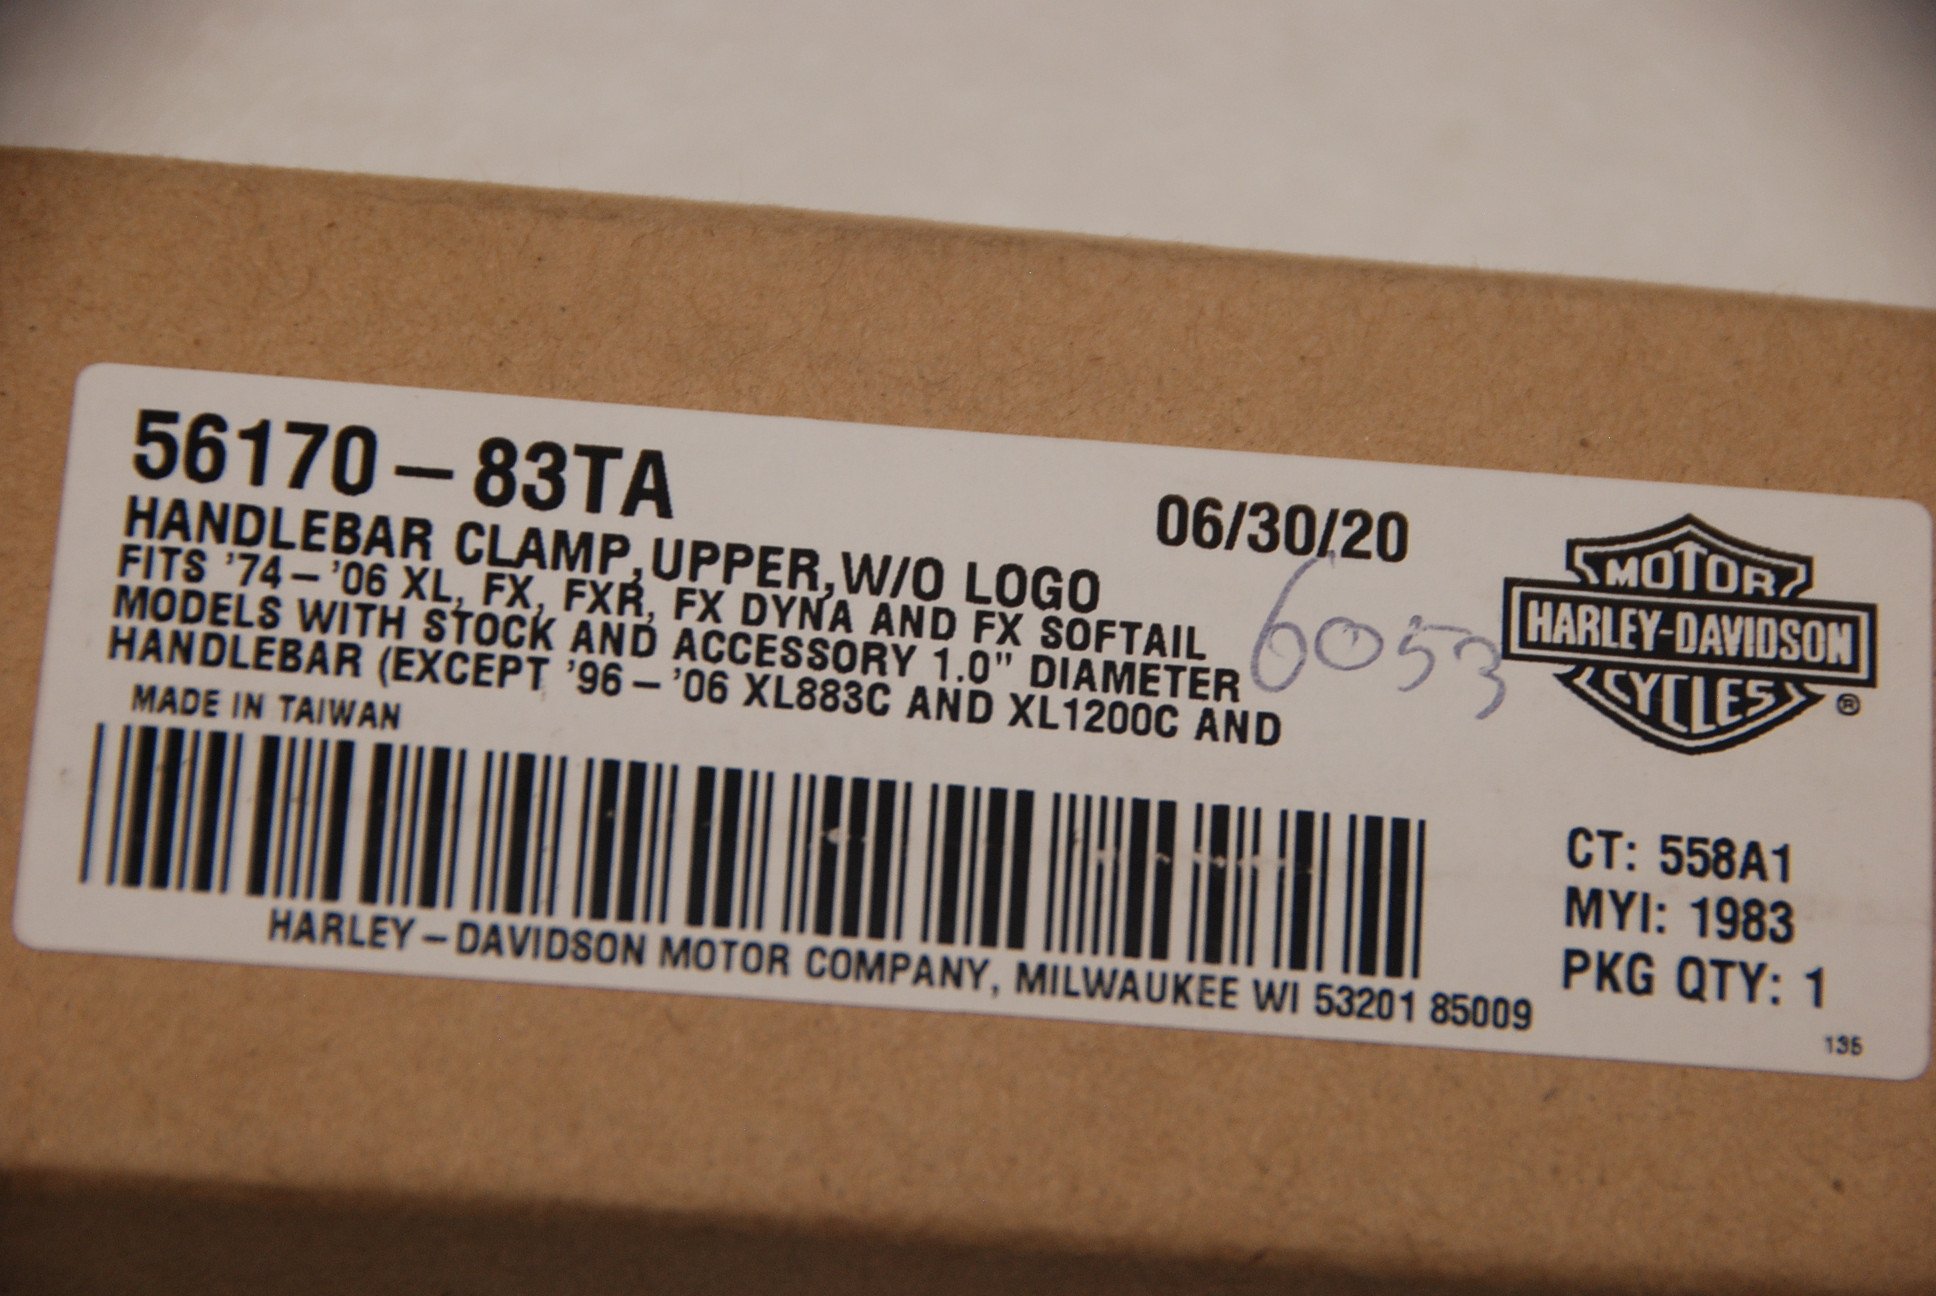 56170-83TA
06/30/20
HANDLEBAR CLAMP,UPPER,W/O LOGO
FITS '74-'06 XL, FX, FXR, FX DYNA AND FX SOFTAIL
MODELS WITH STOCK AND ACCESSORY 1.0" DIAMETER
HANDLEBAR (EXCEPT '96-'06 XL883C AND XL1200C AND
6053
MOTOR
HARLEY-DAVIDSON
CYCLES
®
MADE IN TAIWAN
HARLEY-DAVIDSON MOTOR COMPANY, MILWAUKEE WI 53201 85009
CT: 558A1
MYI: 1983
PKG QTY: 1
135